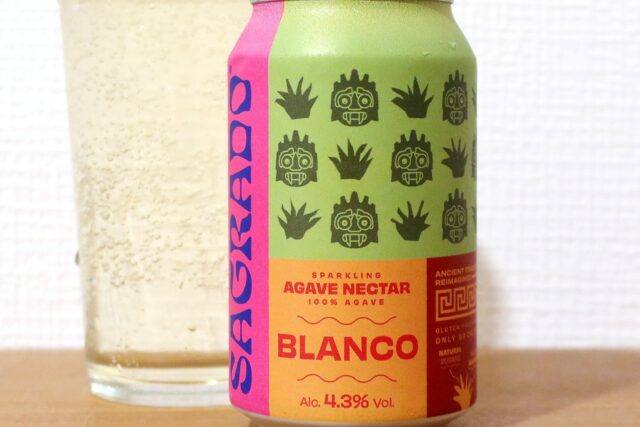 SAGRADO
SPARKLING
AGAVE NECTAR
100% AGAVE
BLANCO
Alc. 4.3% Vol.
ANCIENT
GLUTEN
ONLY
NATURAL